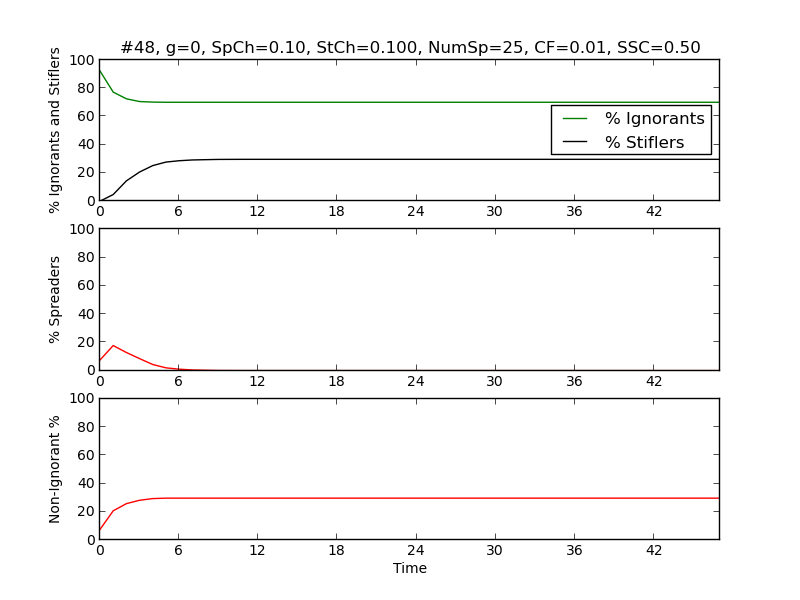 #48, g=0, SpCh=0.10, StCh=0.100, NumSp=25, CF=0.01, SSC=0.50
% Ignorants and Stiflers
100
80
60
40
20
0
% Ignorants
% Stiflers
0 6 12 18 24 30 36 42
% Spreaders
100
80
60
40
20
0
0 6 12 18 24 30 36 42
Non-Ignorant %
100
80
60
40
20
0
0 6 12 18 24 30 36 42
Time